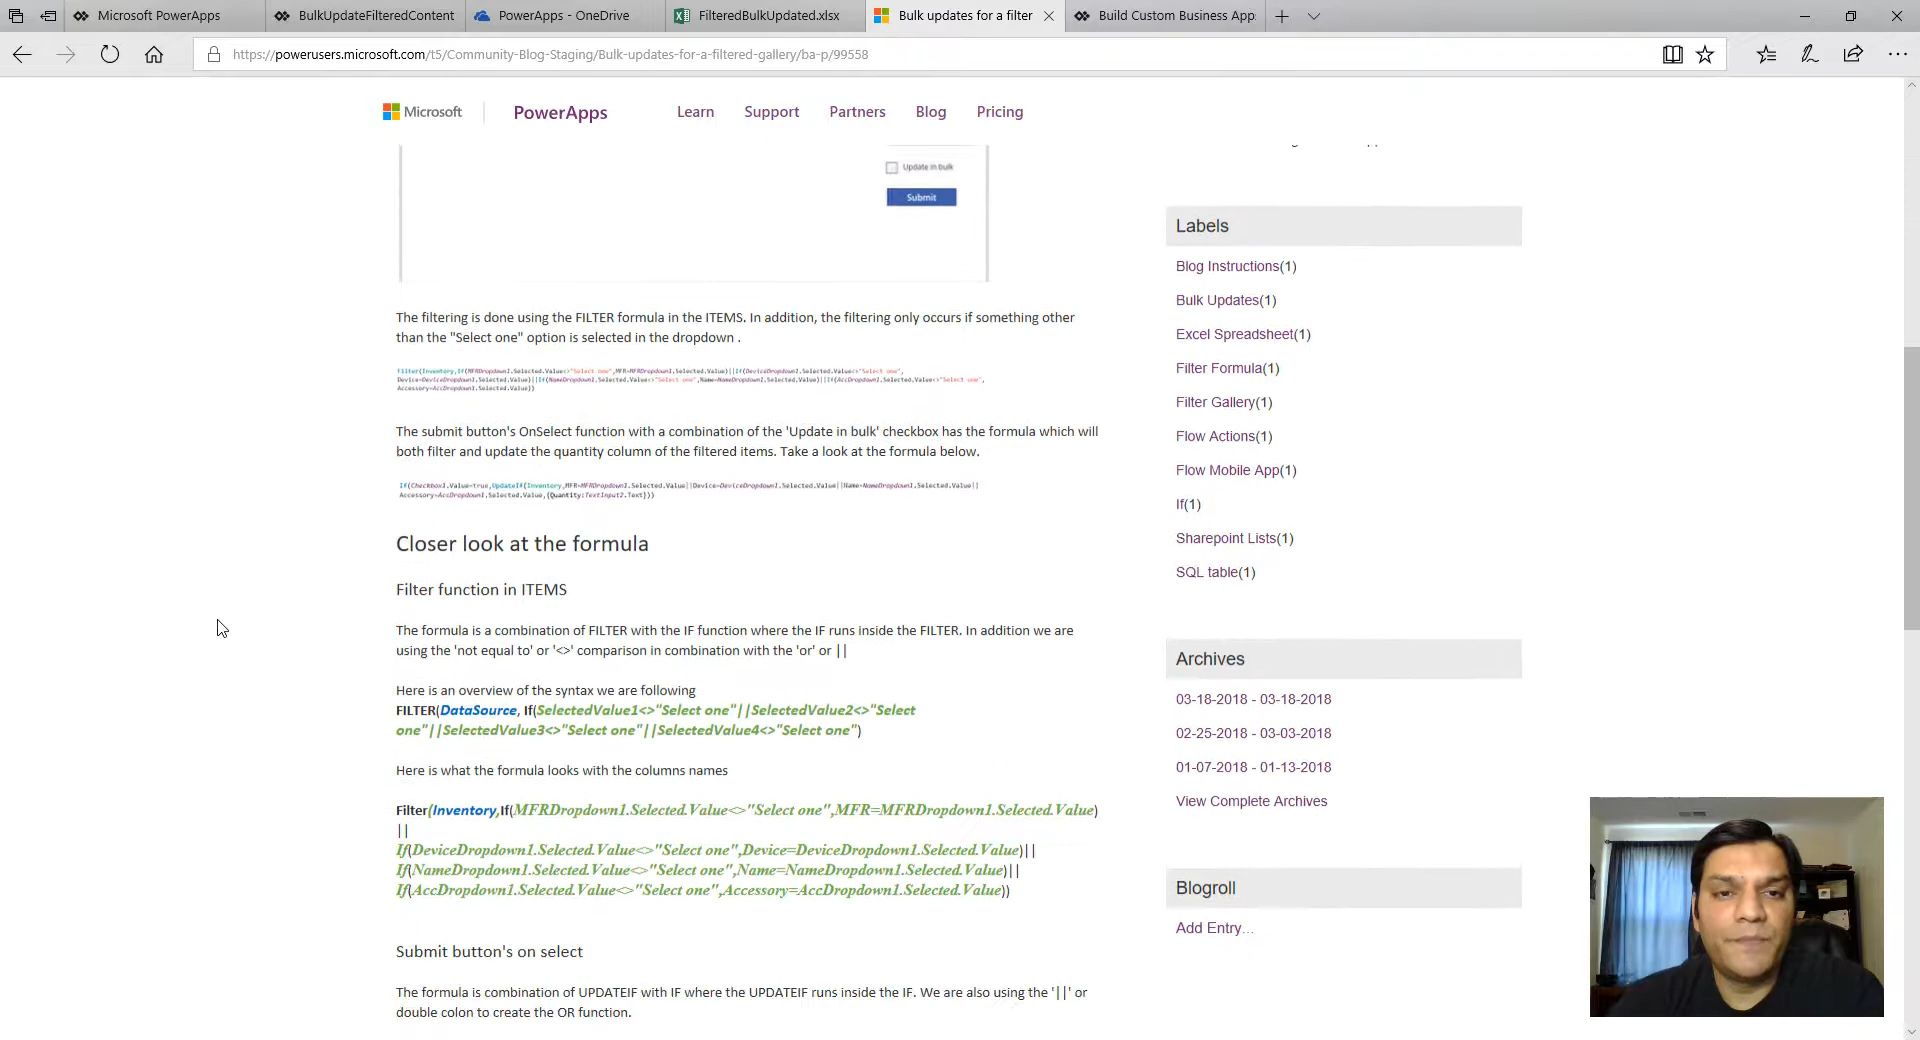 Microsoft PowerApps
BulkUpdateFilteredContent
PowerApps - OneDrive
FilteredBulkUpdated.xlsx
Bulk updates for a filter
Build Custom Business App
https://powerusers.microsoft.com/t5/Community-Blog-Staging/Bulk-updates-for-a-filtered-gallery/ba-p/99558
Microsoft
PowerApps
Learn
Support
Partners
Blog
Pricing
Update in bulk
Submit
The filtering is done using the FILTER formula in the ITEMS. In addition, the filtering only occurs if something other
than the "Select one" option is selected in the dropdown .
Filter(Inventory,If(MFRDropdown1.Selected.Value<>"Select one",MFR=MFRDropdown1.Selected.Value)||If(DeviceDropdown1.Selected.Value<>"Select one",
Device=DeviceDropdown1.Selected.Value)||If(NameDropdown1.Selected.Value<>"Select one",Name=NameDropdown1.Selected.Value)||If(AccDropdown1.Selected.Value<>"Select one",
Accessory=AccDropdown1.Selected.Value))
The submit button's OnSelect function with a combination of the 'Update in bulk' checkbox has the formula which will
both filter and update the quantity column of the filtered items. Take a look at the formula below.
If(Checkbox1.Value=true,UpdateIf(Inventory,MFR=MFRDropdown1.Selected.Value||Device=DeviceDropdown1.Selected.Value||Name=NameDropdown1.Selected.Value||
Accessory=AccDropdown1.Selected.Value,{Quantity:TextInput2.Text}))
Closer look at the formula
Filter function in ITEMS
The formula is a combination of FILTER with the IF function where the IF runs inside the FILTER. In addition we are
using the 'not equal to' or '<>' comparison in combination with the 'or' or ||
Here is an overview of the syntax we are following
FILTER(DataSource, If(SelectedValue1<>"Select one"||SelectedValue2<>"Select
one"||SelectedValue3<>"Select one"||SelectedValue4<>"Select one")
Here is what the formula looks with the columns names
Filter(Inventory,If(MFRDropdown1.Selected.Value<>"Select one",MFR=MFRDropdown1.Selected.Value)
||
If(DeviceDropdown1.Selected.Value<>"Select one",Device=DeviceDropdown1.Selected.Value)||
If(NameDropdown1.Selected.Value<>"Select one",Name=NameDropdown1.Selected.Value)||
If(AccDropdown1.Selected.Value<>"Select one",Accessory=AccDropdown1.Selected.Value))
Submit button's on select
The formula is combination of UPDATEIF with IF where the UPDATEIF runs inside the IF. We are also using the '||' or
double colon to create the OR function.
Labels
Blog Instructions(1)
Bulk Updates(1)
Excel Spreadsheet(1)
Filter Formula(1)
Filter Gallery(1)
Flow Actions(1)
Flow Mobile App(1)
If(1)
Sharepoint Lists(1)
SQL table(1)
Archives
03-18-2018 - 03-18-2018
02-25-2018 - 03-03-2018
01-07-2018 - 01-13-2018
View Complete Archives
Blogroll
Add Entry...